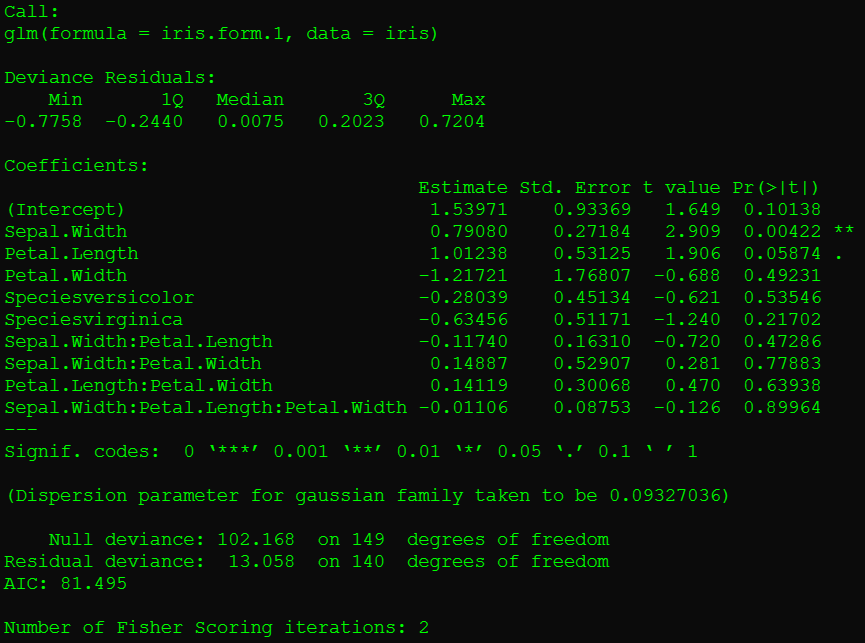 Call:
glm(formula = iris.form.1, data = iris)
Deviance Residuals:
    Min       1Q   Median       3Q      Max
-0.7758  -0.2440   0.0075   0.2023   0.7204
Coefficients:
                                      Estimate Std. Error t value Pr(>|t|)
(Intercept)                            1.53971    0.93369   1.649  0.10138
Sepal.Width                            0.79080    0.27184   2.909  0.00422 **
Petal.Length                           1.01238    0.53125   1.906  0.05874 .
Petal.Width                           -1.21721    1.76807  -0.688  0.49231
Speciesversicolor                     -0.28039    0.45134  -0.621  0.53546
Speciesvirginica                      -0.63456    0.51171  -1.240  0.21702
Sepal.Width:Petal.Length              -0.11740    0.16310  -0.720  0.47286
Sepal.Width:Petal.Width                0.14887    0.52907   0.281  0.77883
Petal.Length:Petal.Width               0.14119    0.30068   0.470  0.63938
Sepal.Width:Petal.Length:Petal.Width  -0.01106    0.08753  -0.126  0.89964
---
Signif. codes:  0 ‘***’ 0.001 ‘**’ 0.01 ‘*’ 0.05 ‘.’ 0.1 ‘ ’ 1
(Dispersion parameter for gaussian family taken to be 0.09327036)
    Null deviance: 102.168  on 149  degrees of freedom
Residual deviance:  13.058  on 140  degrees of freedom
AIC: 81.495
Number of Fisher Scoring iterations: 2